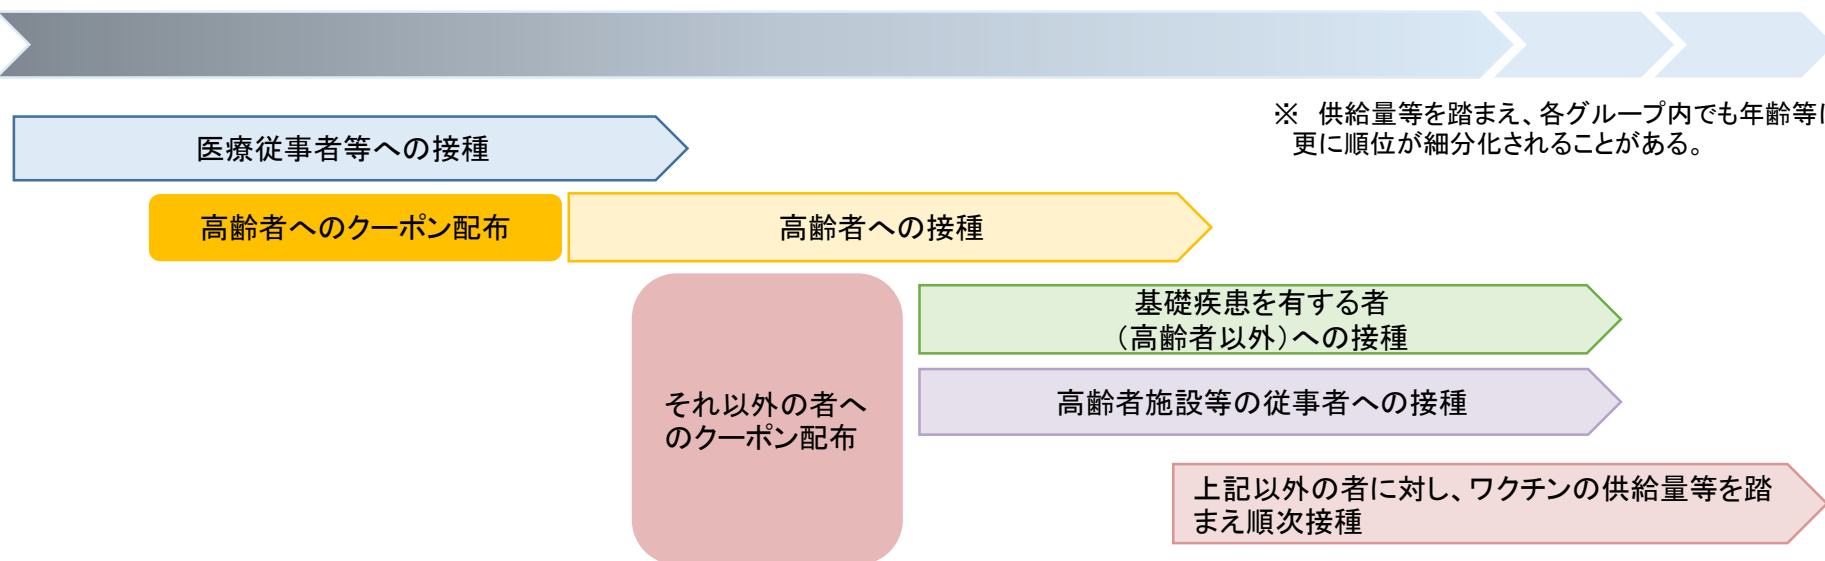 ※ 供給量等を踏まえ、各グループ内でも年齢等
更に順位が細分化されることがある。
医療従事者等への接種
高齢者へのクーポン配布
高齢者への接種
基礎疾患を有する者
（高齢者以外）への接種
それ以外の者へ
のクーポン配布
高齢者施設等の従事者への接種
上記以外の者に対し、ワクチンの供給量等を踏
まえ順次接種